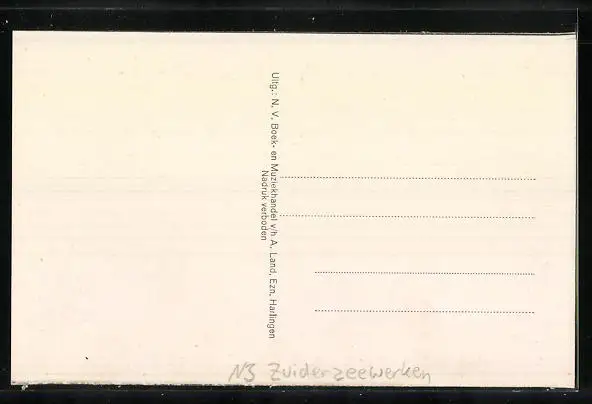 Uitg.: N. V. Boek- en Muziekhandel v/h A. Land, Ezn. Harlingen
Nadruk verboden
N3 Zuiderzeewerken